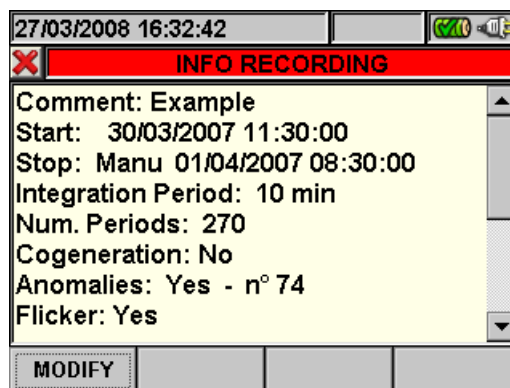 27/03/2008 16:32:42
INFO RECORDING
Comment: Example
Start: 30/03/2007 11:30:00
Stop: Manu 01/04/2007 08:30:00
Integration Period: 10 min
Num. Periods: 270
Cogeneration: No
Anomalies: Yes - n° 74
Flicker: Yes
MODIFY